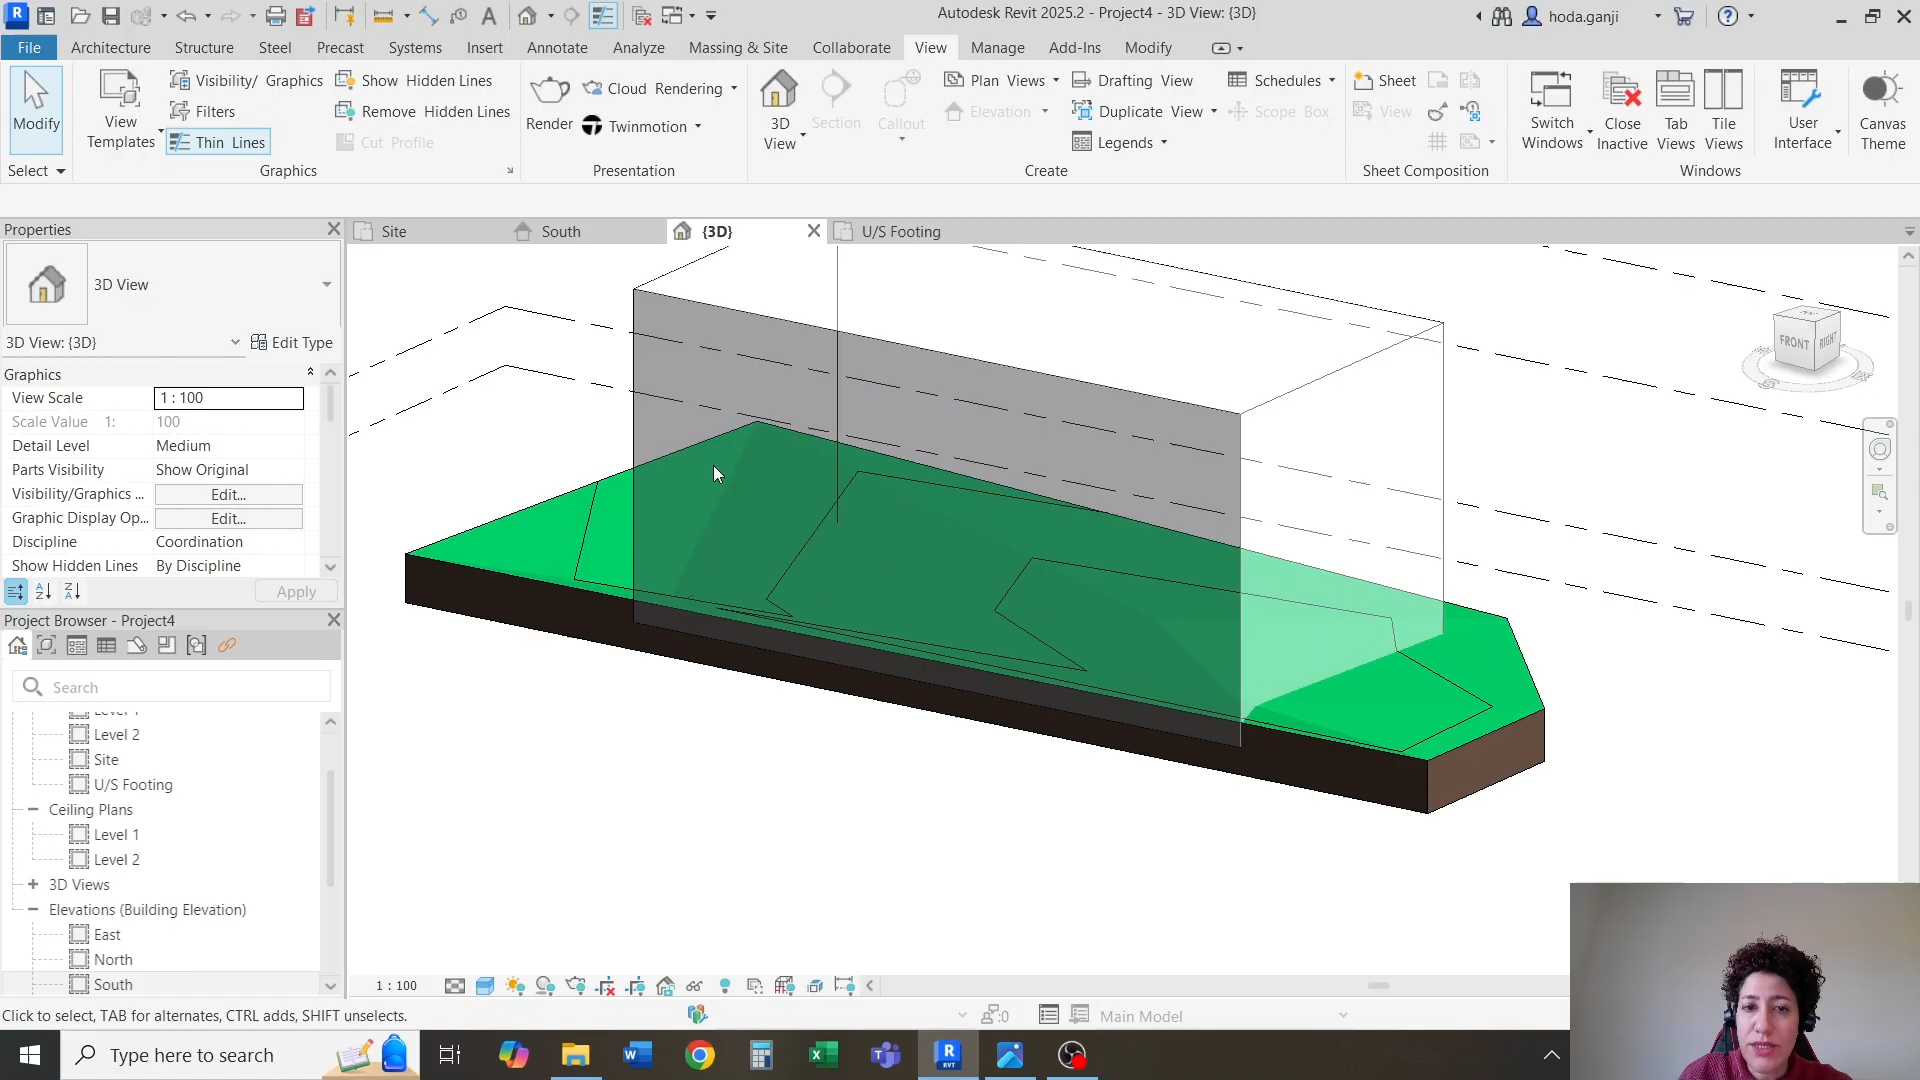 Autodesk Revit 2025.2 - Project4 - 3D View: {3D}
hoda.ganji
File Architecture Structure Steel Precast Systems Insert Annotate Analyze Massing & Site Collaborate View Manage Add-Ins Modify
Modify
Select
View Templates
Visibility/ Graphics
Filters
Thin Lines
Show Hidden Lines
Remove Hidden Lines
Cut Profile
Graphics
Render
Cloud Rendering
Twinmotion
Presentation
3D View
Section
Callout
Plan Views
Elevation
Drafting View
Duplicate View
Legends
Schedules
Scope Box
Create
Sheet
View
Sheet Composition
Switch Windows
Close Inactive
Tab Views
Tile Views
User Interface
Windows
Canvas Theme
Properties
3D View
3D View: {3D}
Edit Type
Graphics
View Scale 1 : 100
Scale Value 1: 100
Detail Level Medium
Parts Visibility Show Original
Visibility/Graphics ... Edit...
Graphic Display Op... Edit...
Discipline Coordination
Show Hidden Lines By Discipline
Apply
Project Browser - Project4
Search
Level 1
Level 2
Site
U/S Footing
Ceiling Plans
Level 1
Level 2
3D Views
Elevations (Building Elevation)
East
North
South
Site
South
{3D}
U/S Footing
FRONT
RIGHT
1 : 100
Click to select, TAB for alternates, CTRL adds, SHIFT unselects.
:0
Main Model
Type here to search